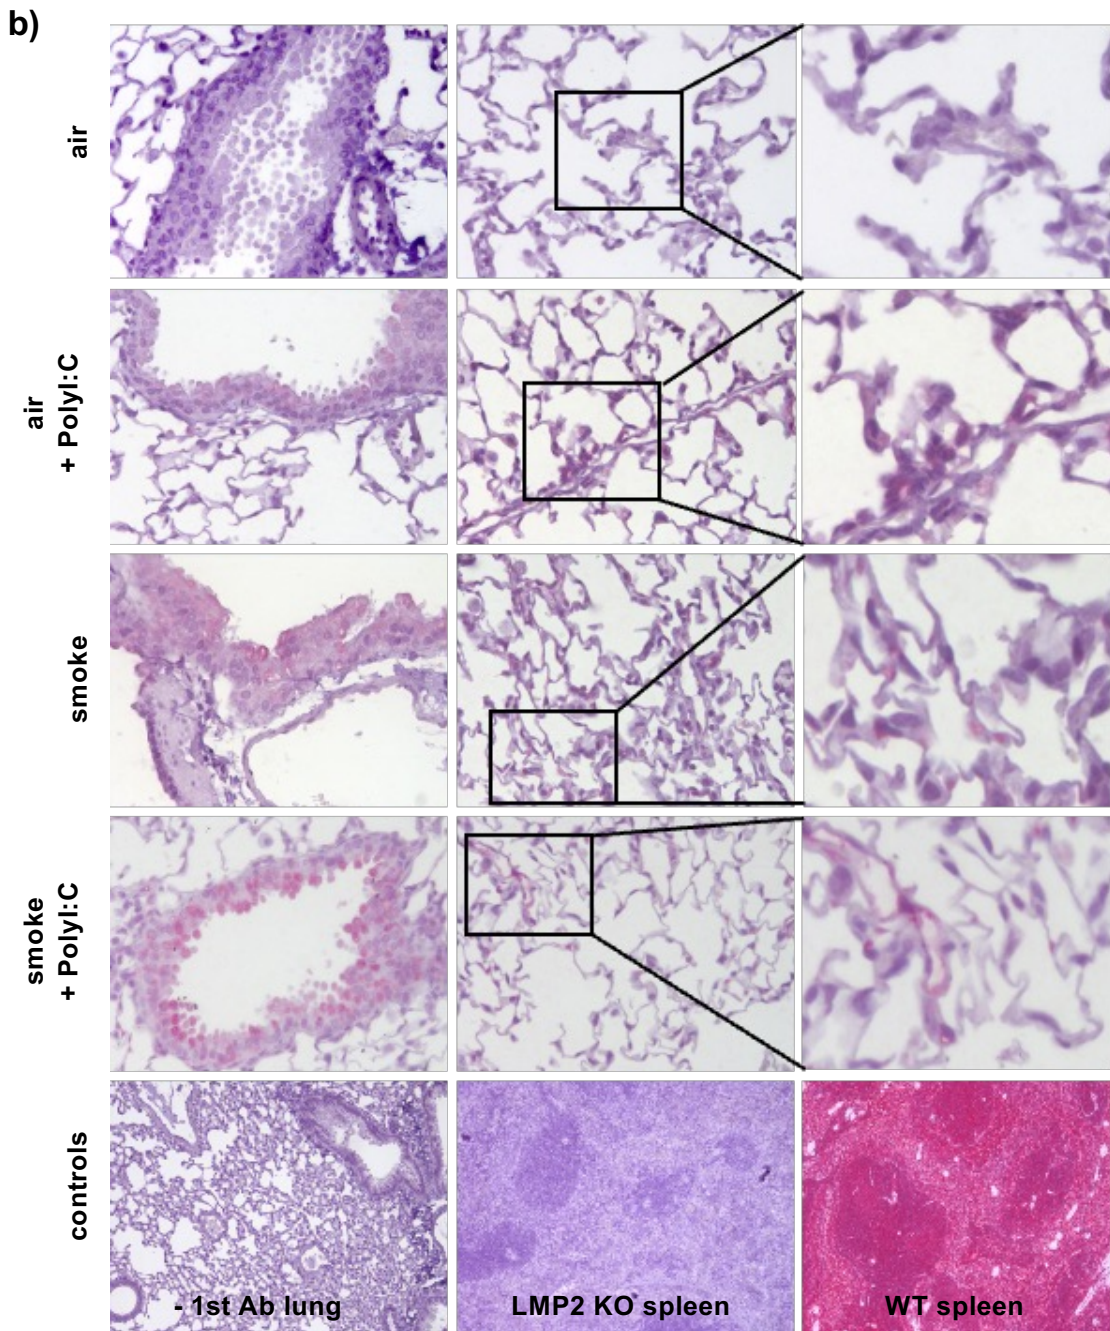 b)
air
air
+ PolyI:C
smoke
smoke
+ PolyI:C
controls
- 1st Ab lung
LMP2 KO spleen
WT spleen